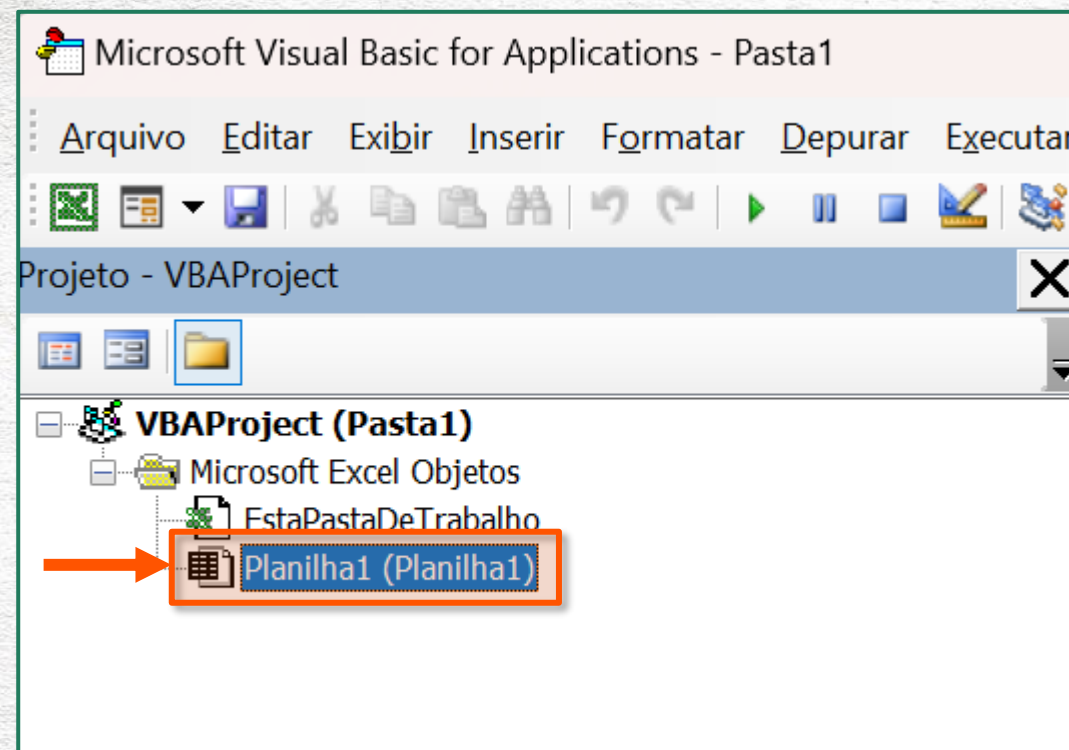 Microsoft Visual Basic for Applications - Pasta1
Arquivo Editar Exibir Inserir Formatar Depurar Executar
Projeto - VBAProject
VBAProject (Pasta1)
Microsoft Excel Objetos
EstaPastaDeTrabalho
Planilha1 (Planilha1)